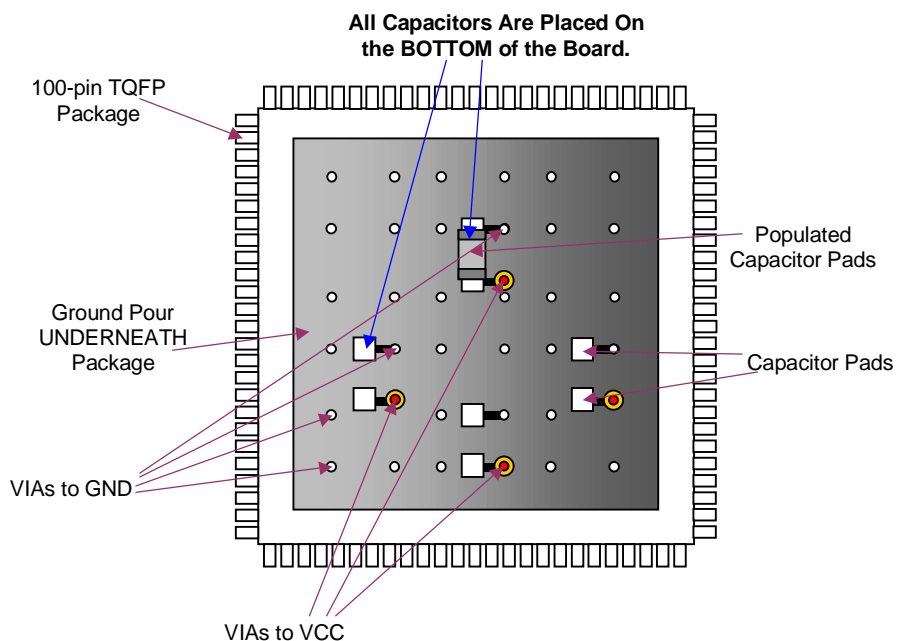 All Capacitors Are Placed On
the BOTTOM of the Board.
100-pin TQFP
Package
Populated
Capacitor Pads
Ground Pour
UNDERNEATH
Package
Capacitor Pads
VIAs to GND
VIAs to VCC